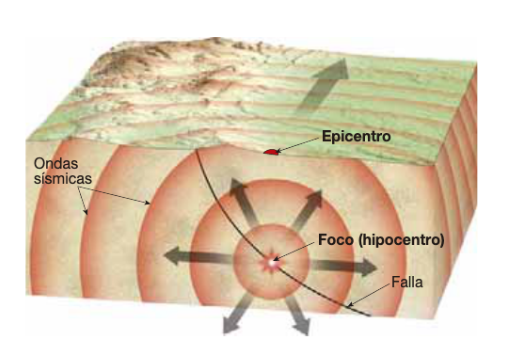 Epicentro
Ondas
sísmicas
Foco (hipocentro)
Falla